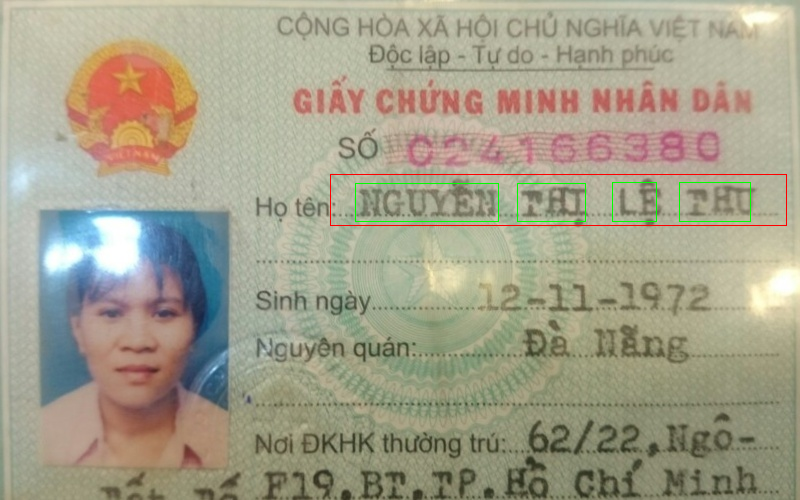 CỘNG HÒA XÃ HỘI CHỦ NGHĨA VIỆT NAM
Độc lập - Tự do - Hạnh phúc
GIẤY CHỨNG MINH NHÂN DÂN
SỐ 024166380
Họ tên: NGUYỄN THỊ LỆ THU
Sinh ngày 12-11-1972
Nguyên quán: Đà Nẵng
Nơi ĐKHK thường trú: 62/22, Ngô-
F19.BT.TP.Hồ Chí Minh
VIỆT NAM